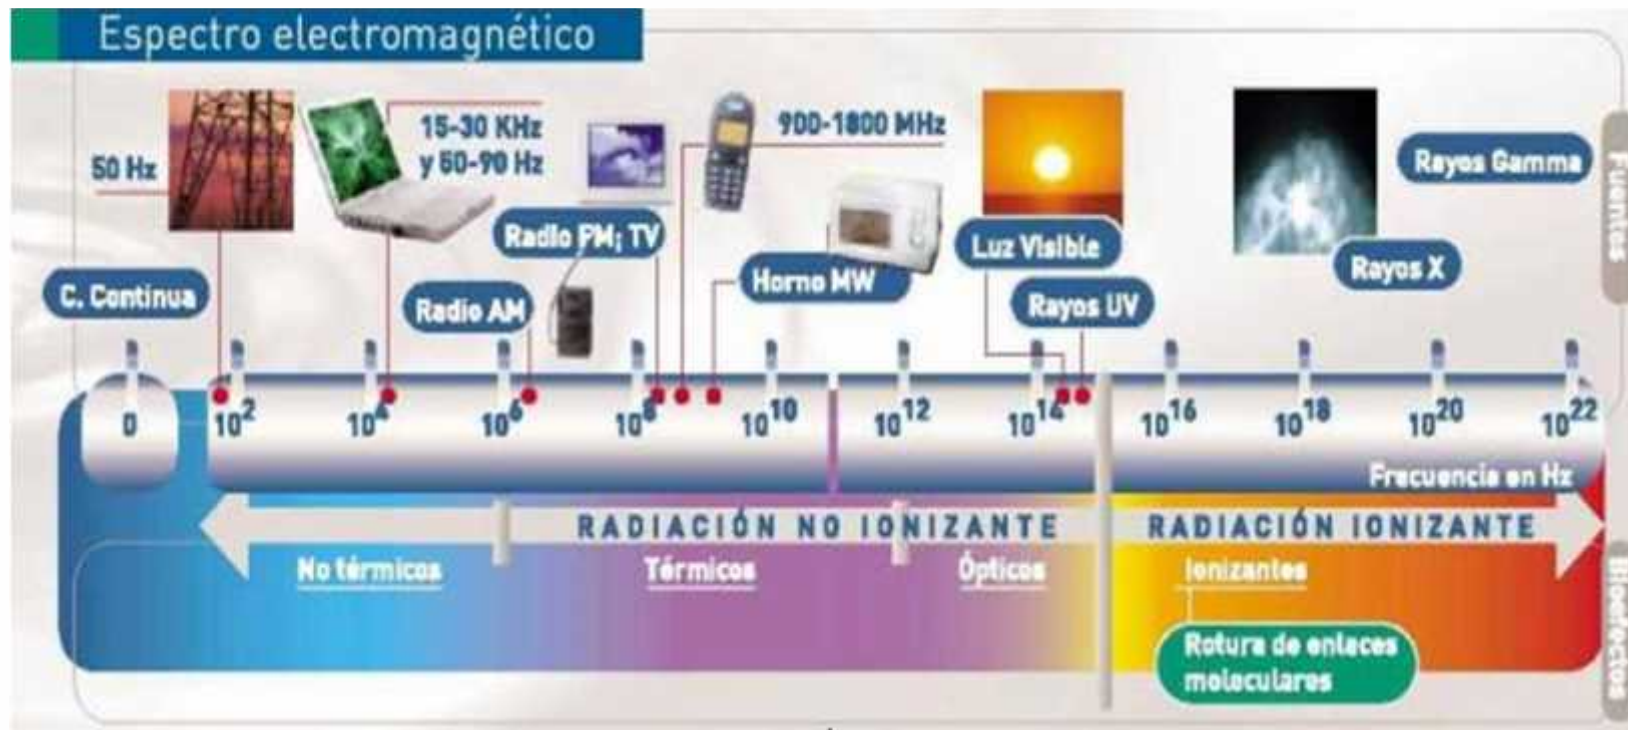 Espectro electromagnético
50 Hz
15-30 KHz
y 50-90 Hz
900-1800 MHz
Rayos Gamma
Fuentes
Radio FM; TV
Luz Visible
Rayos X
C. Continua
Radio AM
Horno MW
Rayos UV
0
10²
10⁴
10⁶
10⁸
10¹⁰
10¹²
10¹⁴
10¹⁶
10¹⁸
10²⁰
10²²
Frecuencia en Hz
RADIACIÓN NO IONIZANTE
RADIACIÓN IONIZANTE
No térmicos
Térmicos
Ópticos
Ionizantes
Rotura de enlaces
moleculares
Bioefectos